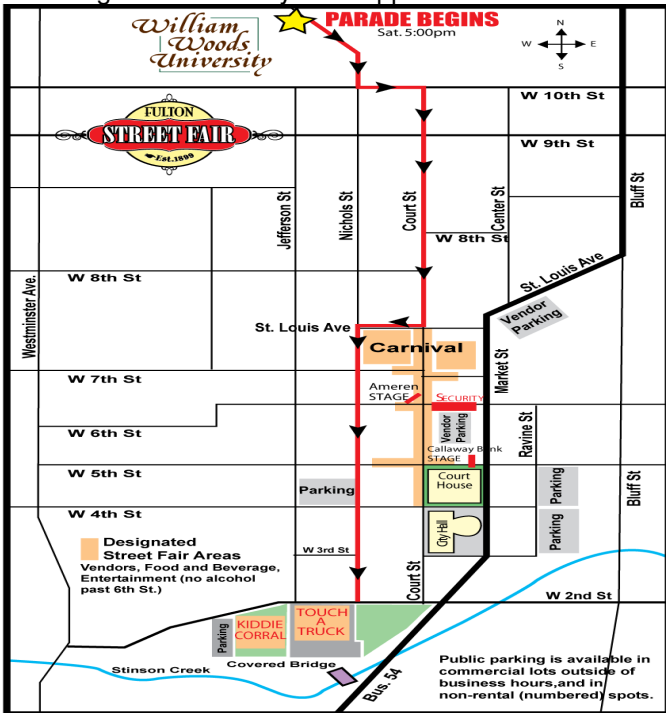 William
Woods
University
PARADE BEGINS
Sat. 5:00pm
N
W E
S
FULTON
STREET FAIR
Est.1899
W 10th St
W 9th St
Jefferson St
Nichols St
Court St
Center St
Bluff St
W 8th St
W 8th St
Westminster Ave.
St. Louis Ave
St. Louis Ave
Vendor
Parking
Carnival
Market St
W 7th St
Ameren
STAGE
SECURITY
W 6th St
Vendor
Parking
Ravine St
Callaway Bank
STAGE
W 5th St
Court
House
Parking
Parking
Bluff St
W 4th St
City Hall
Parking
Designated
Street Fair Areas
Vendors, Food and Beverage,
Entertainment (no alcohol
past 6th St.)
W 3rd St
Court St
W 2nd St
Parking
KIDDIE
CORRAL
TOUCH
A
TRUCK
Covered Bridge
Stinson Creek
Bus. 54
Public parking is available in
commercial lots outside of
business hours,and in
non-rental (numbered) spots.